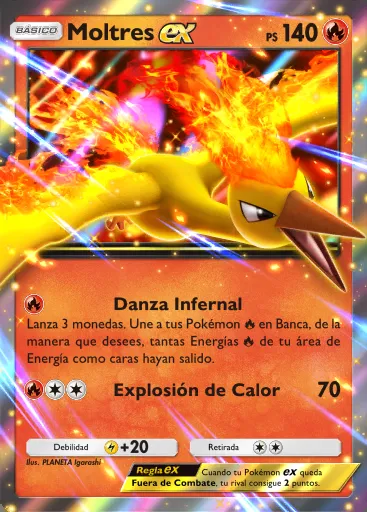 BÁSICO Moltres ex PS 140
Danza Infernal
Lanza 3 monedas. Une a tus Pokémon en Banca, de la
manera que desees, tantas Energías de tu área de
Energía como caras hayan salido.
Explosión de Calor 70
Debilidad +20 Retirada
Ilus. PLANETA Igarashi
Regla ex Cuando tu Pokémon ex queda
Fuera de Combate, tu rival consigue 2 puntos.